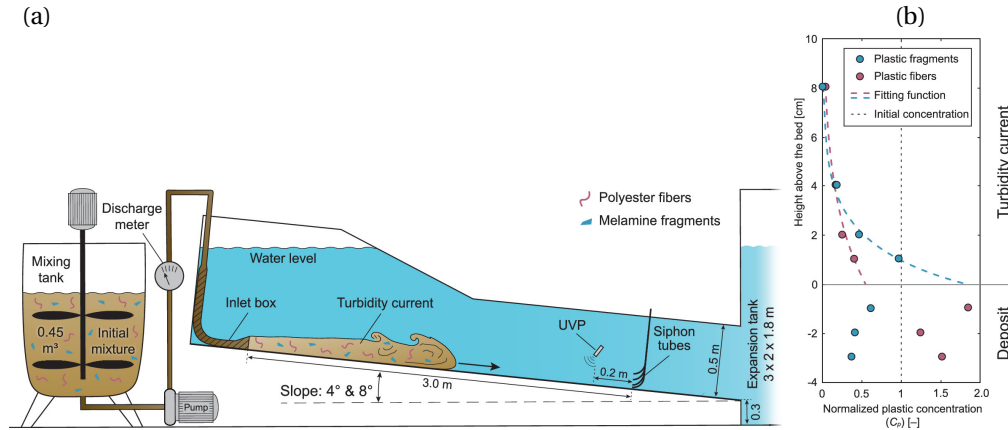 (a)
(b)
Discharge
meter
Mixing
tank
0.45
m³
Initial
mixture
Pump
Water level
Inlet box
Turbidity current
Polyester fibers
Melamine fragments
UVP
Siphon
tubes
0.2 m
3.0 m
Slope: 4° & 8°
0.5 m
0.3
Expansion tank
3 x 2 x 1.8 m
Plastic fragments
Plastic fibers
Fitting function
Initial concentration
Height above the bed [cm]
10
8
6
4
2
0
-2
-4
0
0.5
1
1.5
2.0
Normalized plastic concentration
(Cₚ) [–]
Turbidity current
Deposit